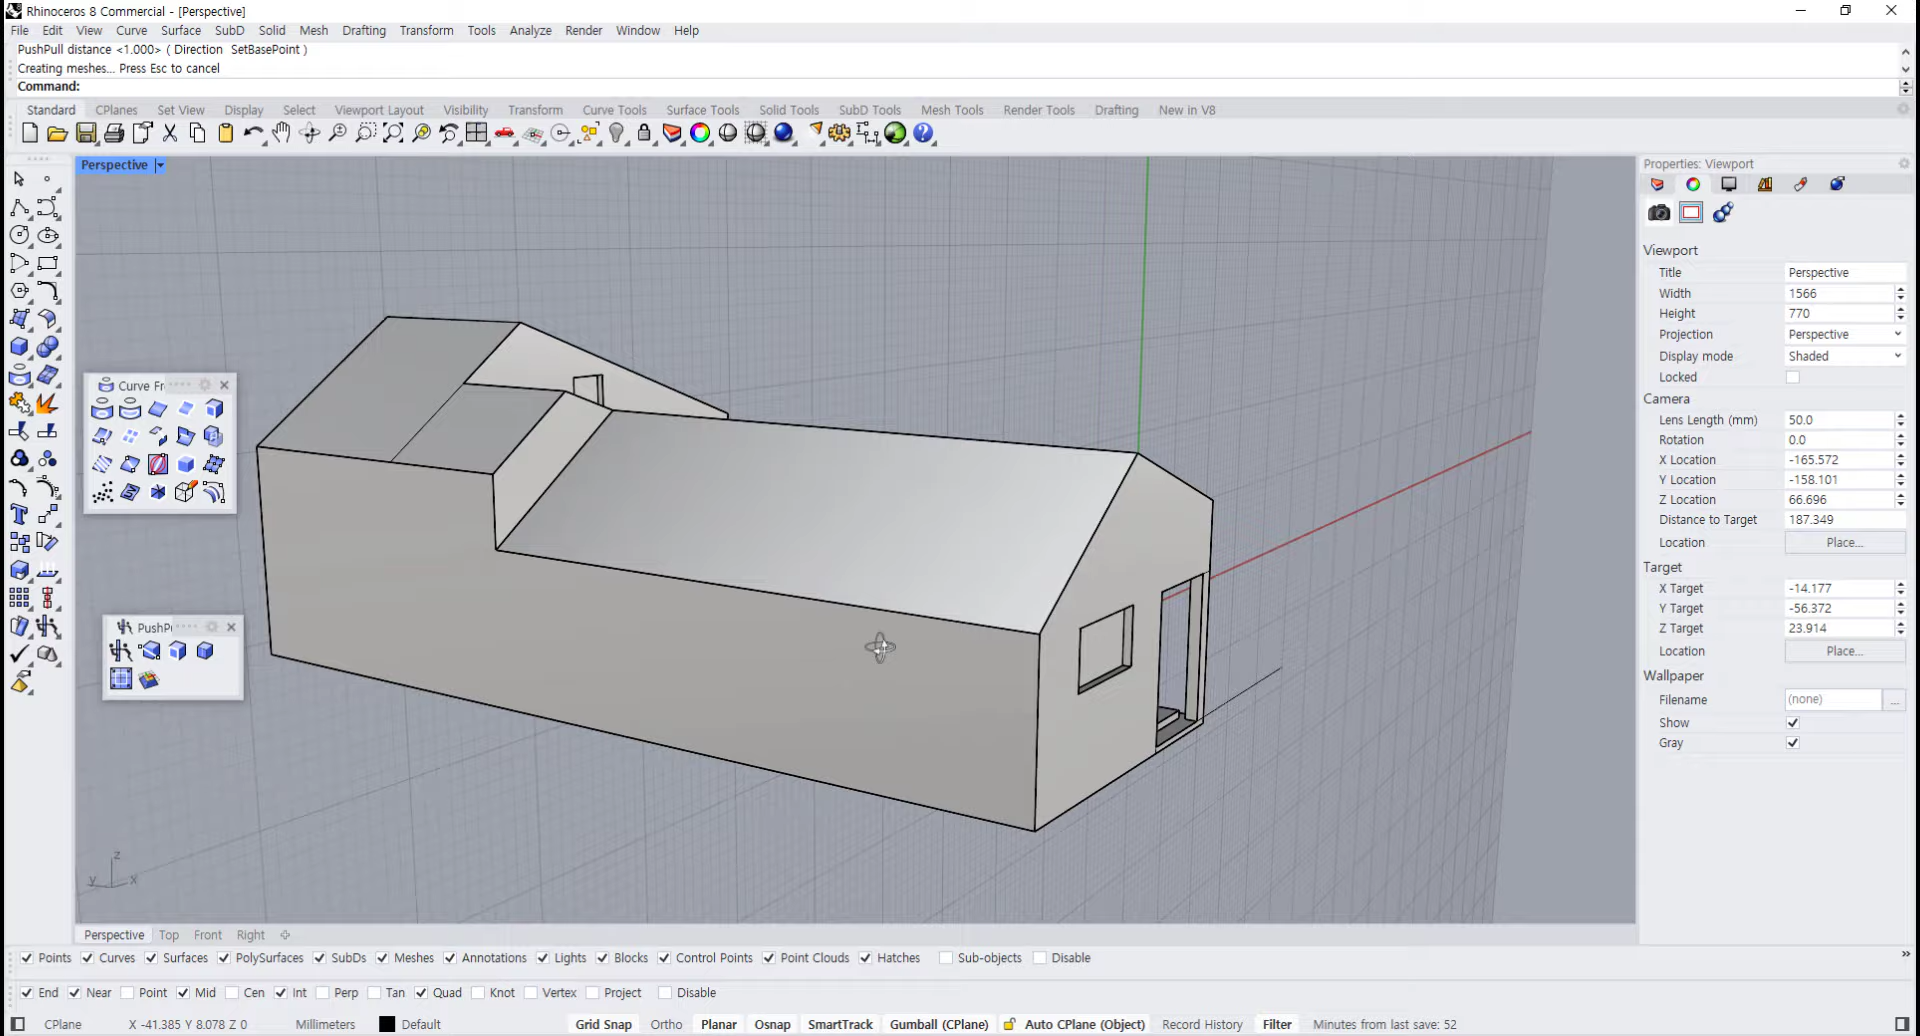 Rhinoceros 8 Commercial - [Perspective]
File Edit View Curve Surface SubD Solid Mesh Drafting Transform Tools Analyze Render Window Help
PushPull distance <1.000> ( Direction SetBasePoint )
Creating meshes... Press Esc to cancel
Command:
Standard CPlanes Set View Display Select Viewport Layout Visibility Transform Curve Tools Surface Tools Solid Tools SubD Tools Mesh Tools Render Tools Drafting New in V8
Perspective
Properties: Viewport
Viewport
Title Perspective
Width 1566
Height 770
Projection Perspective
Display mode Shaded
Locked
Camera
Lens Length (mm) 50.0
Rotation 0.0
X Location -165.572
Y Location -158.101
Z Location 66.696
Distance to Target 187.349
Location Place...
Target
X Target -14.177
Y Target -56.372
Z Target 23.914
Location Place...
Wallpaper
Filename (none) ...
Show
Gray
Curve Fr
PushP
z
y x
Perspective Top Front Right
Points Curves Surfaces PolySurfaces SubDs Meshes Annotations Lights Blocks Control Points Point Clouds Hatches Sub-objects Disable
End Near Point Mid Cen Int Perp Tan Quad Knot Vertex Project Disable
CPlane X -41.385 Y 8.078 Z 0 Millimeters Default Grid Snap Ortho Planar Osnap SmartTrack Gumball (CPlane) Auto CPlane (Object) Record History Filter Minutes from last save: 52